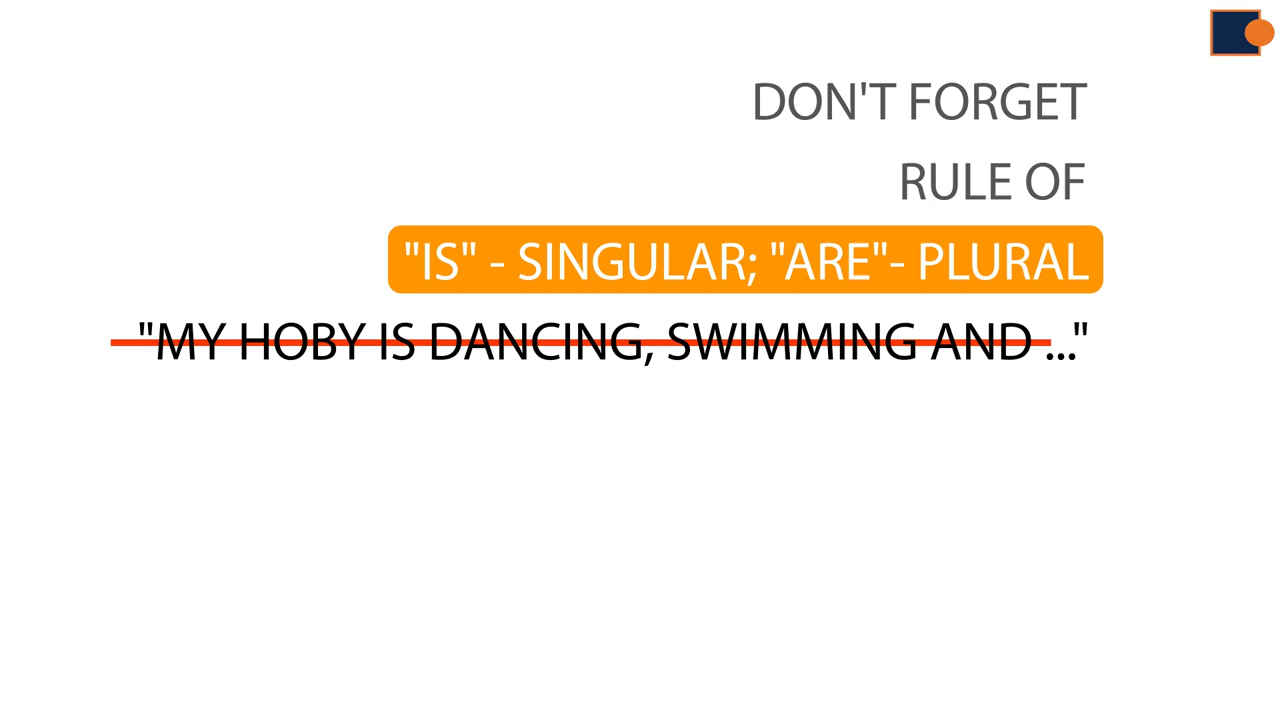 DON'T FORGET
RULE OF
"IS" - SINGULAR; "ARE"- PLURAL
"MY HOBY IS DANCING, SWIMMING AND ..."